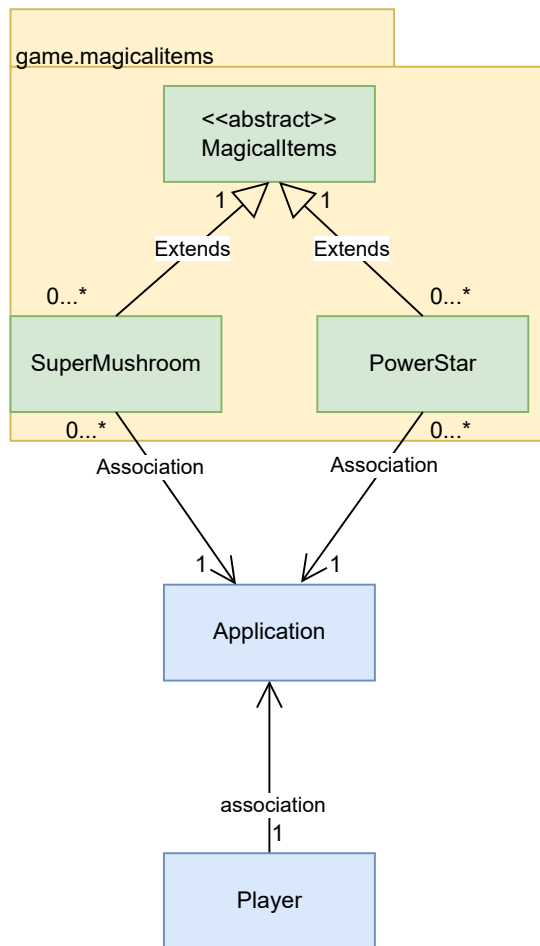 game.magicalitems
<<abstract>>
MagicalItems
1
1
Extends
Extends
0...*
0...*
SuperMushroom
PowerStar
0...*
0...*
Association
Association
1
1
Application
association
1
Player